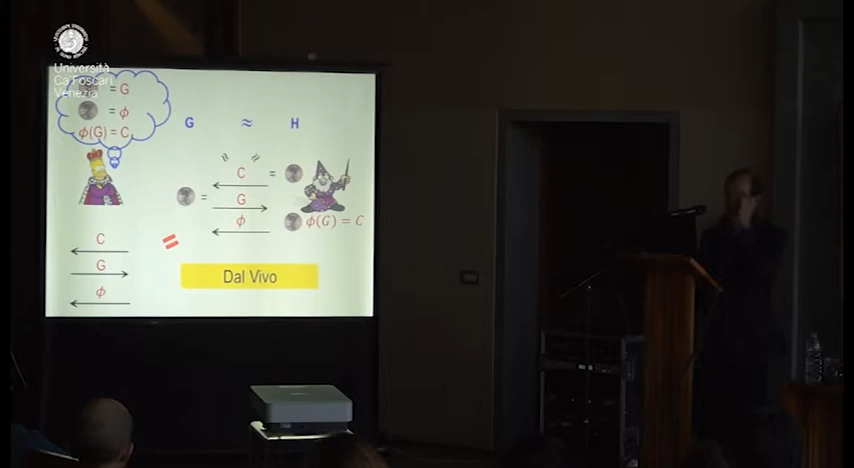 Università
Ca'Foscari
Venezia
= G
= ϕ
ϕ(G) = C
G ≈ H
C =
= G
ϕ
ϕ(G) = C
C
=
G
ϕ
Dal Vivo